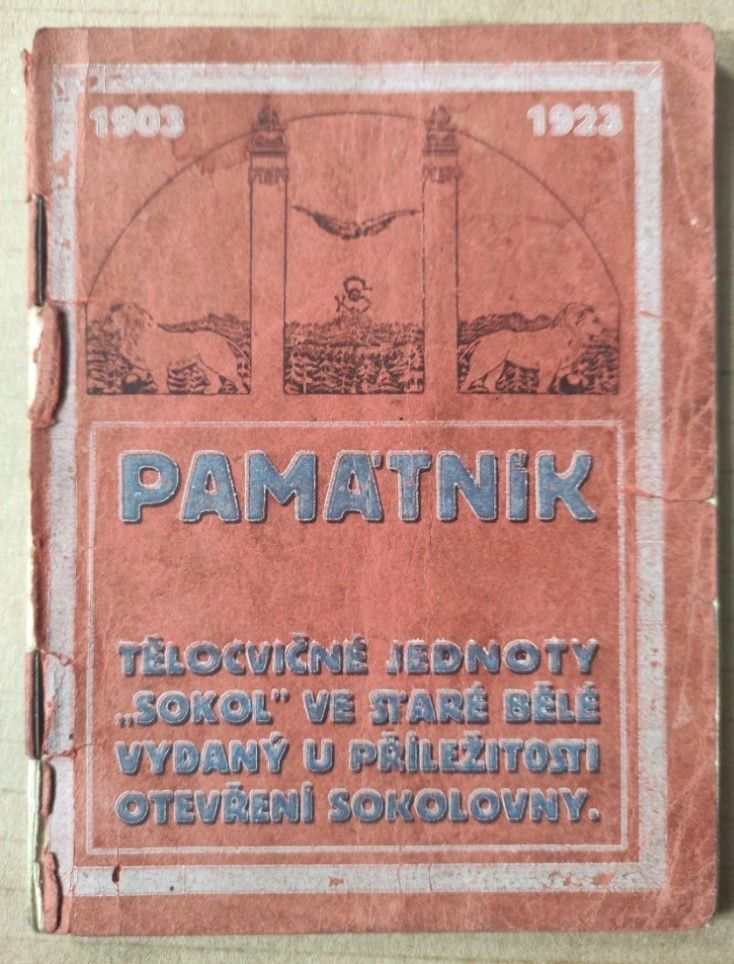 1903 1923
PAMÁTNÍK
TĚLOCVIČNÉ JEDNOTY
„SOKOL" VE STARÉ BĚLÉ
VYDANÝ U PŘÍLEŽITOSTI
OTEVŘENÍ SOKOLOVNY.